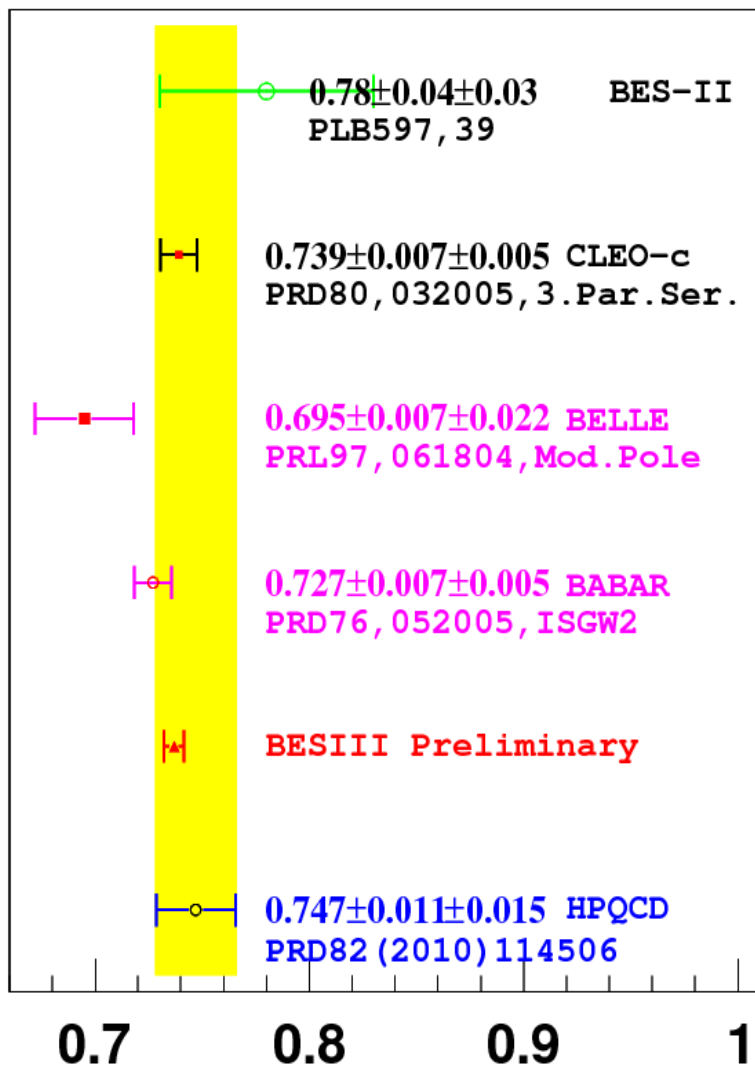 0.78±0.04±0.03 BES-II
PLB597,39
0.739±0.007±0.005 CLEO-c
PRD80,032005,3.Par.Ser.
0.695±0.007±0.022 BELLE
PRL97,061804,Mod.Pole
0.727±0.007±0.005 BABAR
PRD76,052005,ISGW2
BESIII Preliminary
0.747±0.011±0.015 HPQCD
PRD82(2010)114506
0.7 0.8 0.9 1